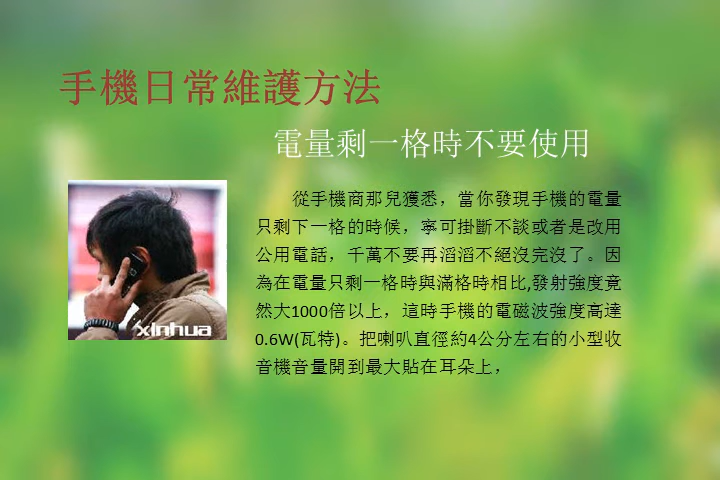 手機日常維護方法
電量剩一格時不要使用
從手機商那兒獲悉，當你發現手機的電量
只剩下一格的時候，寧可掛斷不談或者是改用
公用電話，千萬不要再滔滔不絕沒完沒了。因
為在電量只剩一格時與滿格時相比,發射強度竟
然大1000倍以上，這時手機的電磁波強度高達
0.6W(瓦特)。把喇叭直徑約4公分左右的小型收
音機音量開到最大貼在耳朵上，
xinhua